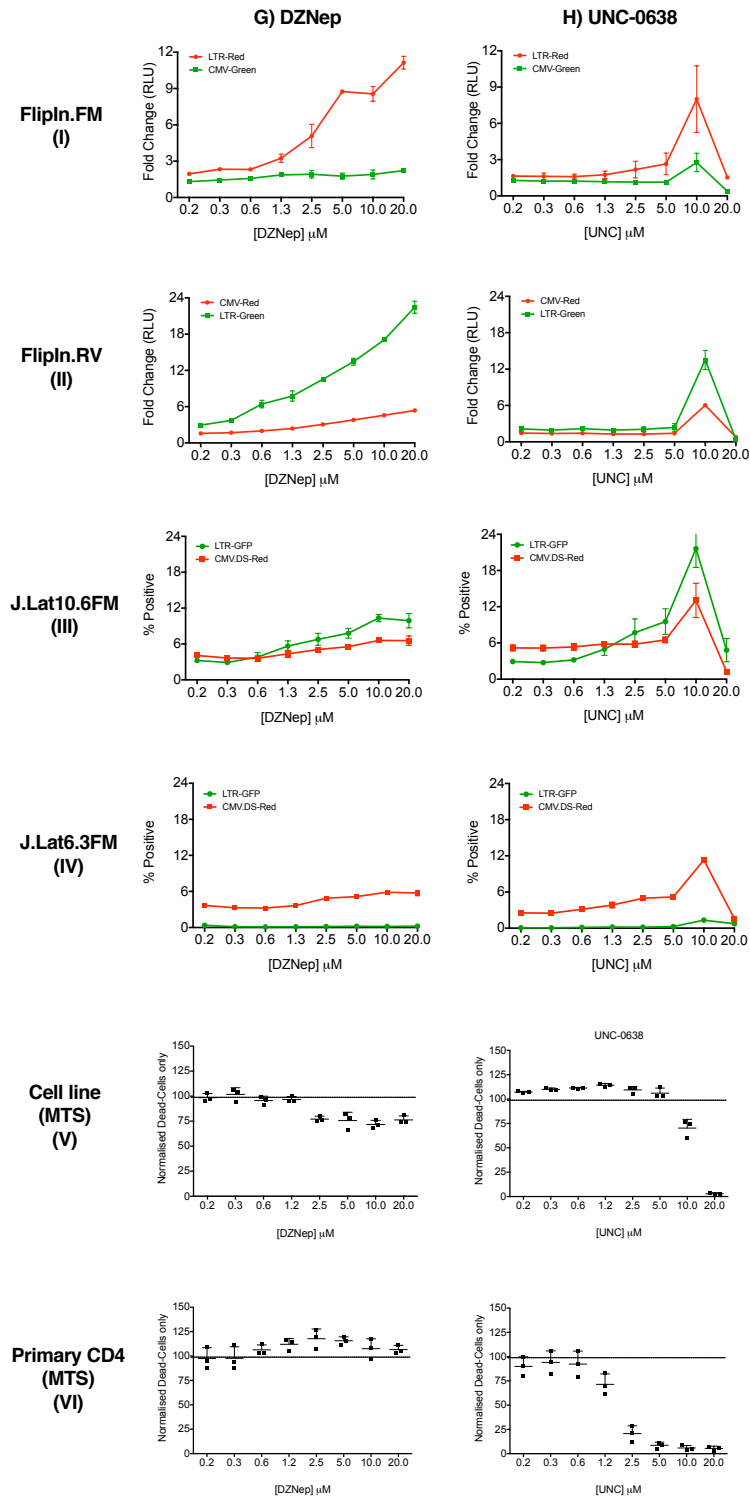 G) DZNep
H) UNC-0638
FlipIn.FM
(I)
Fold Change (RLU)
12
9
6
3
0
LTR-Red
CMV-Green
0.2 0.3 0.6 1.3 2.5 5.0 10.0 20.0
[DZNep] μM
Fold Change (RLU)
12
9
6
3
0
LTR-Red
CMV-Green
0.2 0.3 0.6 1.3 2.5 5.0 10.0 20.0
[UNC] μM
FlipIn.RV
(II)
Fold Change (RLU)
24
18
12
6
0
CMV-Red
LTR-Green
0.2 0.3 0.6 1.3 2.5 5.0 10.0 20.0
[DZNep] μM
Fold Change (RLU)
24
18
12
6
0
CMV-Red
LTR-Green
0.2 0.3 0.6 1.3 2.5 5.0 10.0 20.0
[UNC] μM
J.Lat10.6FM
(III)
% Positive
24
18
12
6
0
LTR-GFP
CMV.DS-Red
0.2 0.3 0.6 1.3 2.5 5.0 10.0 20.0
[DZNep] μM
% Positive
24
18
12
6
0
LTR-GFP
CMV.DS-Red
0.2 0.3 0.6 1.3 2.5 5.0 10.0 20.0
[UNC] μM
J.Lat6.3FM
(IV)
% Positive
24
18
12
6
0
LTR-GFP
CMV.DS-Red
0.2 0.3 0.6 1.3 2.5 5.0 10.0 20.0
[DZNep] μM
% Positive
24
18
12
6
0
LTR-GFP
CMV.DS-Red
0.2 0.3 0.6 1.3 2.5 5.0 10.0 20.0
[UNC] μM
Cell line
(MTS)
(V)
Normalised Dead-Cells only
150
125
100
75
50
25
0
0.2 0.3 0.6 1.2 2.5 5.0 10.0 20.0
[DZNep] μM
UNC-0638
Normalised Dead-Cells only
150
125
100
75
50
25
0
0.2 0.3 0.6 1.2 2.5 5.0 10.0 20.0
[UNC] μM
Primary CD4
(MTS)
(VI)
Normalised Dead-Cells only
150
125
100
75
50
25
0
0.2 0.3 0.6 1.2 2.5 5.0 10.0 20.0
[DZNep] μM
Normalised Dead-Cells only
150
125
100
75
50
25
0
0.2 0.3 0.6 1.2 2.5 5.0 10.0 20.0
[UNC] μM